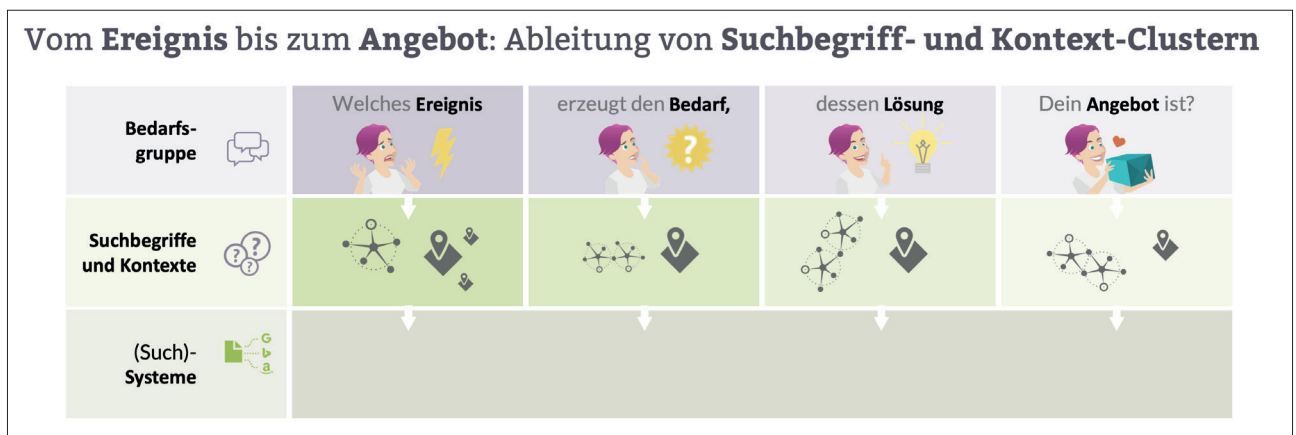 Vom Ereignis bis zum Angebot: Ableitung von Suchbegriff- und Kontext-Clustern
Bedarfs-
gruppe
Welches Ereignis
erzeugt den Bedarf,
dessen Lösung
Dein Angebot ist?
?
Suchbegriffe
und Kontexte
? ? ?
(Such)-
Systeme
G
b
a